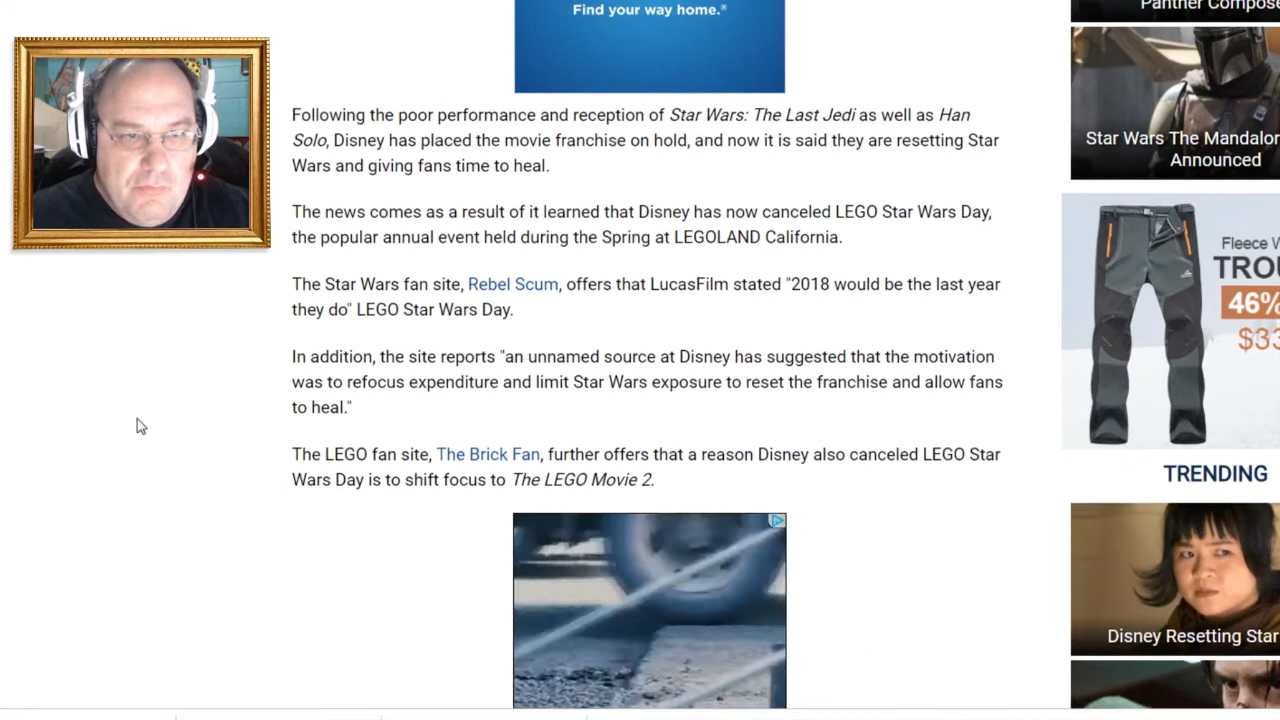 Find your way home.®
Panther Compose
Following the poor performance and reception of Star Wars: The Last Jedi as well as Han
Solo, Disney has placed the movie franchise on hold, and now it is said they are resetting Star
Wars and giving fans time to heal.
Star Wars The Mandalor
Announced
The news comes as a result of it learned that Disney has now canceled LEGO Star Wars Day,
the popular annual event held during the Spring at LEGOLAND California.
Fleece W
TROU
46%
$33
The Star Wars fan site, Rebel Scum, offers that LucasFilm stated "2018 would be the last year
they do" LEGO Star Wars Day.
In addition, the site reports "an unnamed source at Disney has suggested that the motivation
was to refocus expenditure and limit Star Wars exposure to reset the franchise and allow fans
to heal."
The LEGO fan site, The Brick Fan, further offers that a reason Disney also canceled LEGO Star
Wars Day is to shift focus to The LEGO Movie 2.
TRENDING
Disney Resetting Star